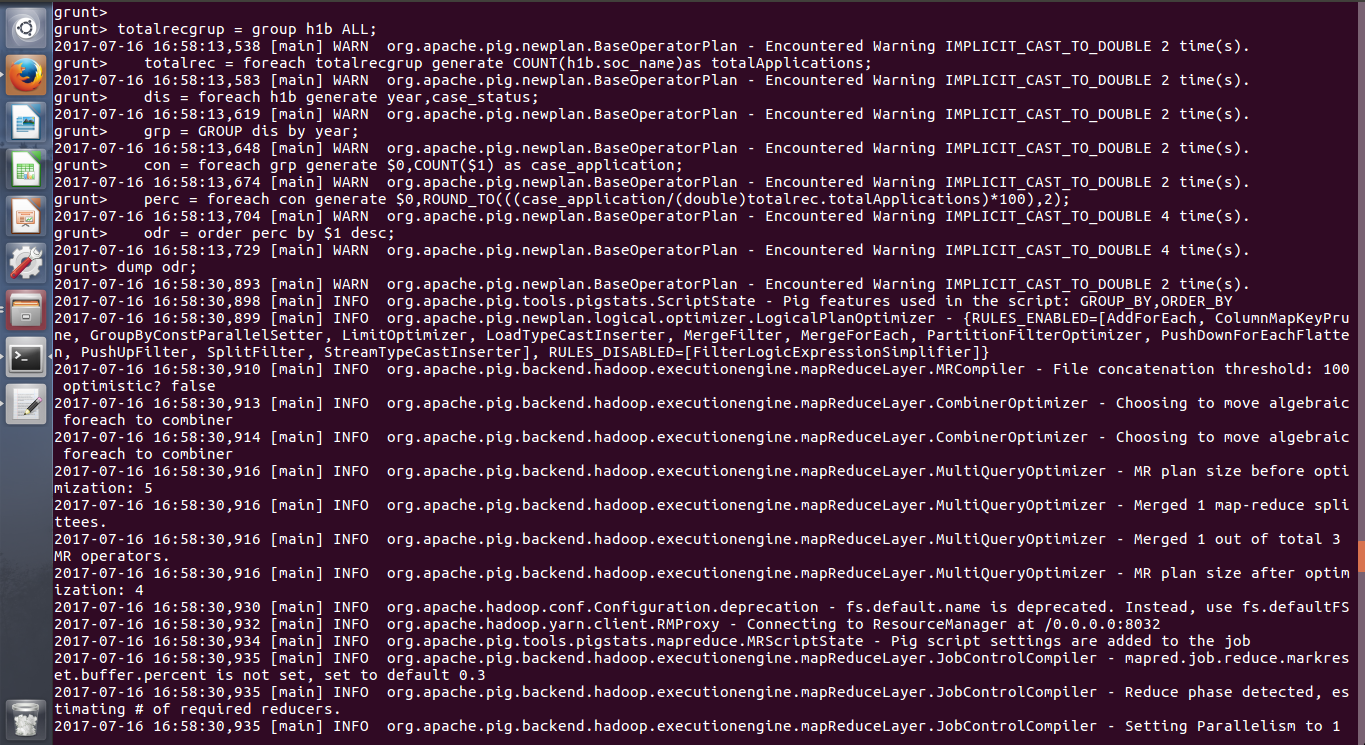 grunt>
grunt> totalrecgrup = group h1b ALL;
2017-07-16 16:58:13,538 [main] WARN  org.apache.pig.newplan.BaseOperatorPlan - Encountered Warning IMPLICIT_CAST_TO_DOUBLE 2 time(s).
grunt>    totalrec = foreach totalrecgrup generate COUNT(h1b.soc_name)as totalApplications;
2017-07-16 16:58:13,583 [main] WARN  org.apache.pig.newplan.BaseOperatorPlan - Encountered Warning IMPLICIT_CAST_TO_DOUBLE 2 time(s).
grunt>    dis = foreach h1b generate year,case_status;
2017-07-16 16:58:13,619 [main] WARN  org.apache.pig.newplan.BaseOperatorPlan - Encountered Warning IMPLICIT_CAST_TO_DOUBLE 2 time(s).
grunt>    grp = GROUP dis by year;
2017-07-16 16:58:13,648 [main] WARN  org.apache.pig.newplan.BaseOperatorPlan - Encountered Warning IMPLICIT_CAST_TO_DOUBLE 2 time(s).
grunt>    con = foreach grp generate $0,COUNT($1) as case_application;
2017-07-16 16:58:13,674 [main] WARN  org.apache.pig.newplan.BaseOperatorPlan - Encountered Warning IMPLICIT_CAST_TO_DOUBLE 2 time(s).
grunt>    perc = foreach con generate $0,ROUND_TO(((case_application/(double)totalrec.totalApplications)*100),2);
2017-07-16 16:58:13,704 [main] WARN  org.apache.pig.newplan.BaseOperatorPlan - Encountered Warning IMPLICIT_CAST_TO_DOUBLE 4 time(s).
grunt>    odr = order perc by $1 desc;
2017-07-16 16:58:13,729 [main] WARN  org.apache.pig.newplan.BaseOperatorPlan - Encountered Warning IMPLICIT_CAST_TO_DOUBLE 4 time(s).
grunt> dump odr;
2017-07-16 16:58:30,893 [main] WARN  org.apache.pig.newplan.BaseOperatorPlan - Encountered Warning IMPLICIT_CAST_TO_DOUBLE 2 time(s).
2017-07-16 16:58:30,898 [main] INFO  org.apache.pig.tools.pigstats.ScriptState - Pig features used in the script: GROUP_BY,ORDER_BY
2017-07-16 16:58:30,899 [main] INFO  org.apache.pig.newplan.logical.optimizer.LogicalPlanOptimizer - {RULES_ENABLED=[AddForEach, ColumnMapKeyPru
ne, GroupByConstParallelSetter, LimitOptimizer, LoadTypeCastInserter, MergeFilter, MergeForEach, PartitionFilterOptimizer, PushDownForEachFlatte
n, PushUpFilter, SplitFilter, StreamTypeCastInserter], RULES_DISABLED=[FilterLogicExpressionSimplifier]}
2017-07-16 16:58:30,910 [main] INFO  org.apache.pig.backend.hadoop.executionengine.mapReduceLayer.MRCompiler - File concatenation threshold: 100
 optimistic? false
2017-07-16 16:58:30,913 [main] INFO  org.apache.pig.backend.hadoop.executionengine.mapReduceLayer.CombinerOptimizer - Choosing to move algebraic
 foreach to combiner
2017-07-16 16:58:30,914 [main] INFO  org.apache.pig.backend.hadoop.executionengine.mapReduceLayer.CombinerOptimizer - Choosing to move algebraic
 foreach to combiner
2017-07-16 16:58:30,916 [main] INFO  org.apache.pig.backend.hadoop.executionengine.mapReduceLayer.MultiQueryOptimizer - MR plan size before opti
mization: 5
2017-07-16 16:58:30,916 [main] INFO  org.apache.pig.backend.hadoop.executionengine.mapReduceLayer.MultiQueryOptimizer - Merged 1 map-reduce spli
ttees.
2017-07-16 16:58:30,916 [main] INFO  org.apache.pig.backend.hadoop.executionengine.mapReduceLayer.MultiQueryOptimizer - Merged 1 out of total 3
MR operators.
2017-07-16 16:58:30,916 [main] INFO  org.apache.pig.backend.hadoop.executionengine.mapReduceLayer.MultiQueryOptimizer - MR plan size after optim
ization: 4
2017-07-16 16:58:30,930 [main] INFO  org.apache.hadoop.conf.Configuration.deprecation - fs.default.name is deprecated. Instead, use fs.defaultFS
2017-07-16 16:58:30,932 [main] INFO  org.apache.hadoop.yarn.client.RMProxy - Connecting to ResourceManager at /0.0.0.0:8032
2017-07-16 16:58:30,934 [main] INFO  org.apache.pig.tools.pigstats.mapreduce.MRScriptState - Pig script settings are added to the job
2017-07-16 16:58:30,935 [main] INFO  org.apache.pig.backend.hadoop.executionengine.mapReduceLayer.JobControlCompiler - mapred.job.reduce.markres
et.buffer.percent is not set, set to default 0.3
2017-07-16 16:58:30,935 [main] INFO  org.apache.pig.backend.hadoop.executionengine.mapReduceLayer.JobControlCompiler - Reduce phase detected, es
timating # of required reducers.
2017-07-16 16:58:30,935 [main] INFO  org.apache.pig.backend.hadoop.executionengine.mapReduceLayer.JobControlCompiler - Setting Parallelism to 1